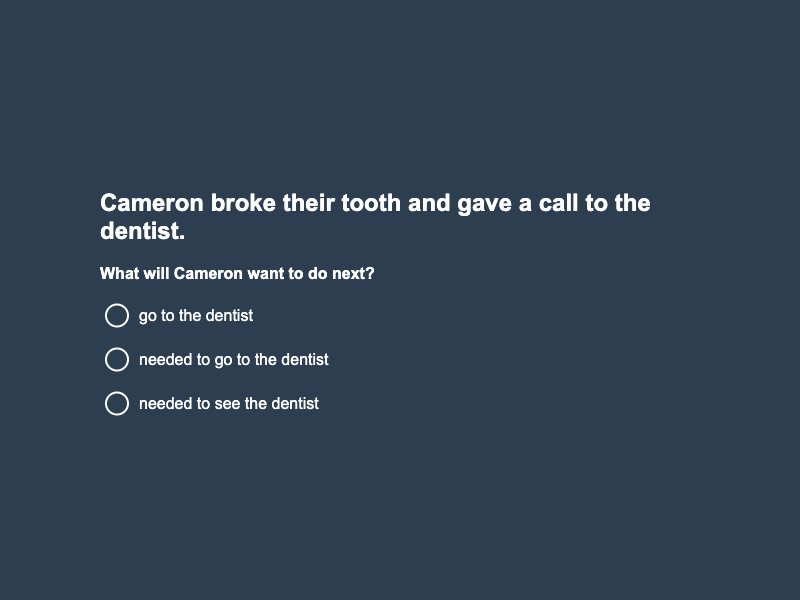 Cameron broke their tooth and gave a call to the
dentist.
What will Cameron want to do next?
go to the dentist
needed to go to the dentist
needed to see the dentist